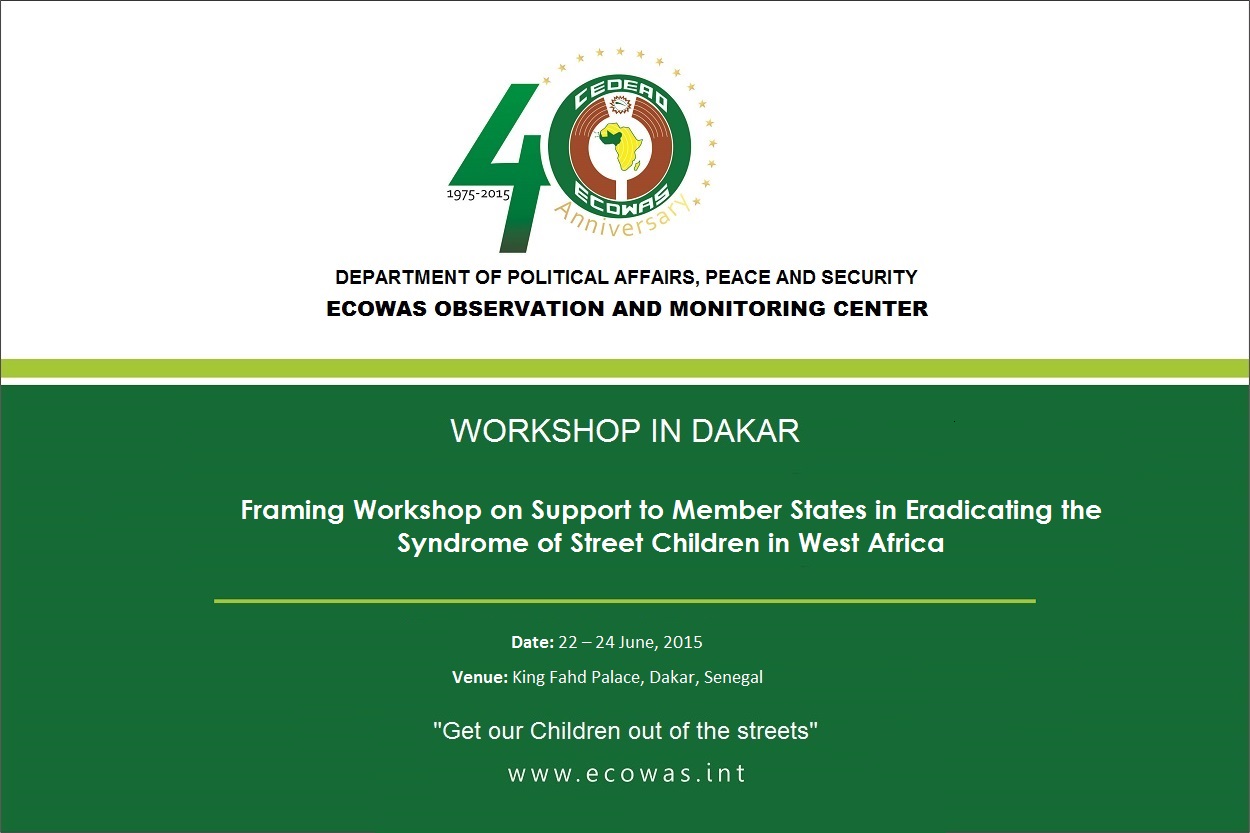 CEDEAO
ECOWAS
1975-2015
Anniversary
DEPARTMENT OF POLITICAL AFFAIRS, PEACE AND SECURITY
ECOWAS OBSERVATION AND MONITORING CENTER
WORKSHOP IN DAKAR
Framing Workshop on Support to Member States in Eradicating the
Syndrome of Street Children in West Africa
Date: 22 – 24 June, 2015
Venue: King Fahd Palace, Dakar, Senegal
"Get our Children out of the streets"
www.ecowas.int